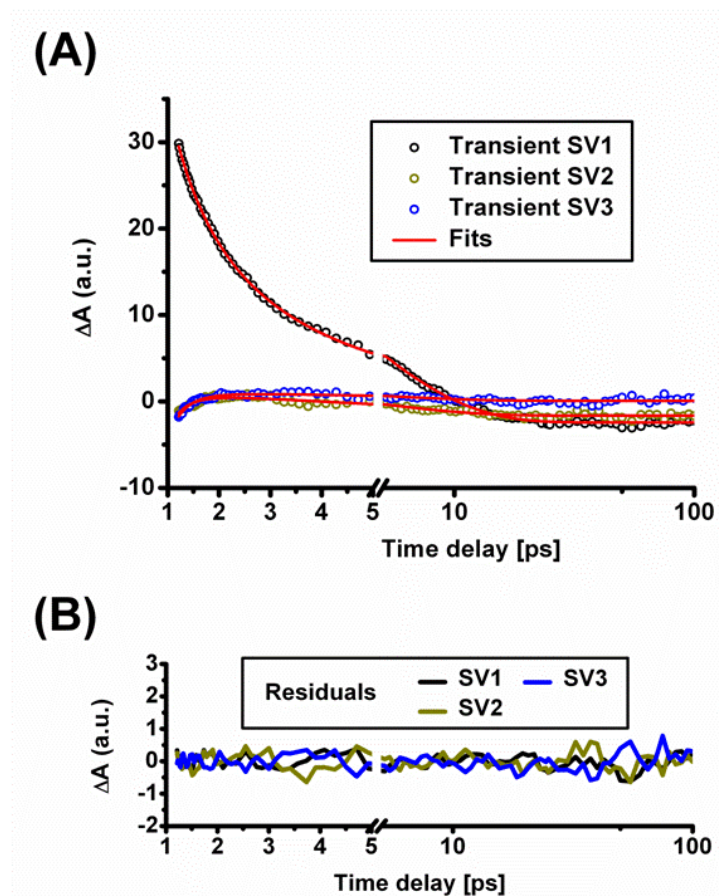 (A)
30
20
10
0
-10
ΔA (a.u.)
Transient SV1
Transient SV2
Transient SV3
Fits
1 2 3 4 5 10 100
Time delay [ps]
(B)
3
2
1
0
-1
-2
ΔA (a.u.)
Residuals SV1 SV3
SV2
1 2 3 4 5 10 100
Time delay [ps]